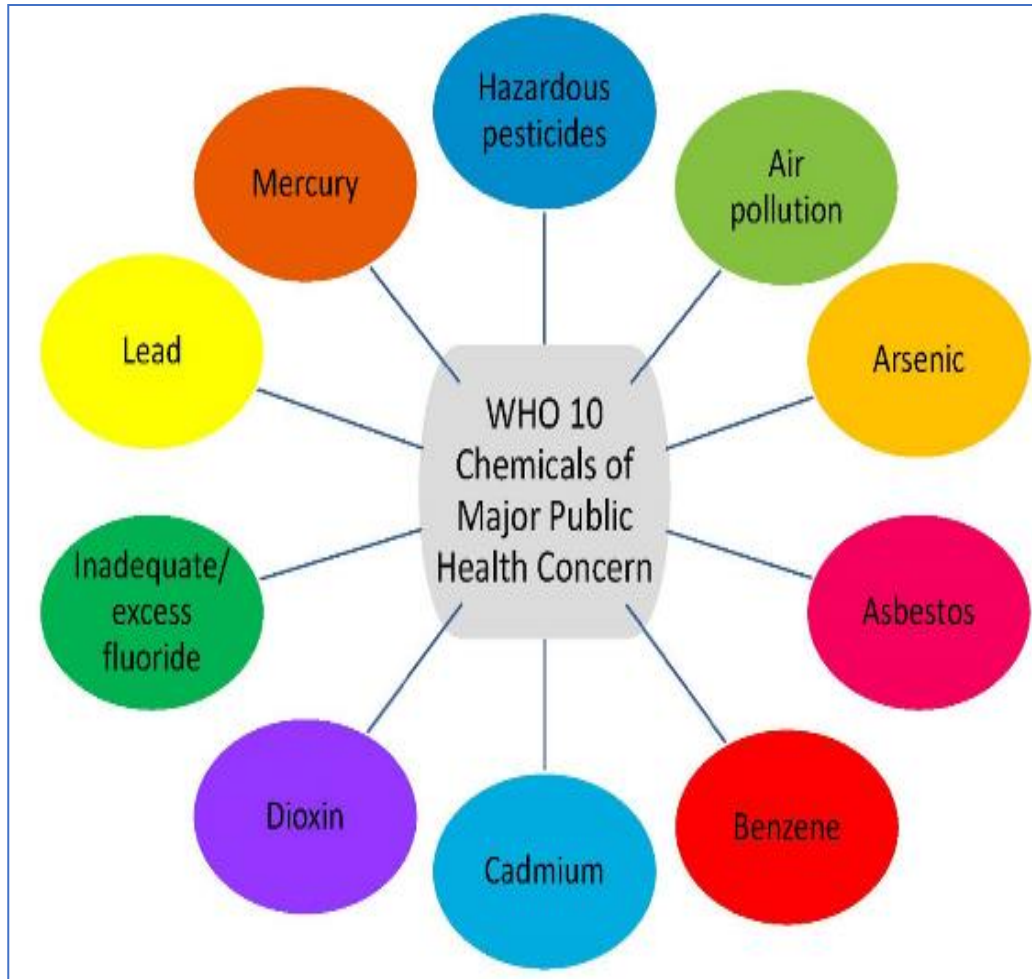 Hazardous
pesticides
Air
pollution
Mercury
Arsenic
Lead
WHO 10
Chemicals of
Major Public
Health Concern
Inadequate/
excess
fluoride
Asbestos
Dioxin
Benzene
Cadmium